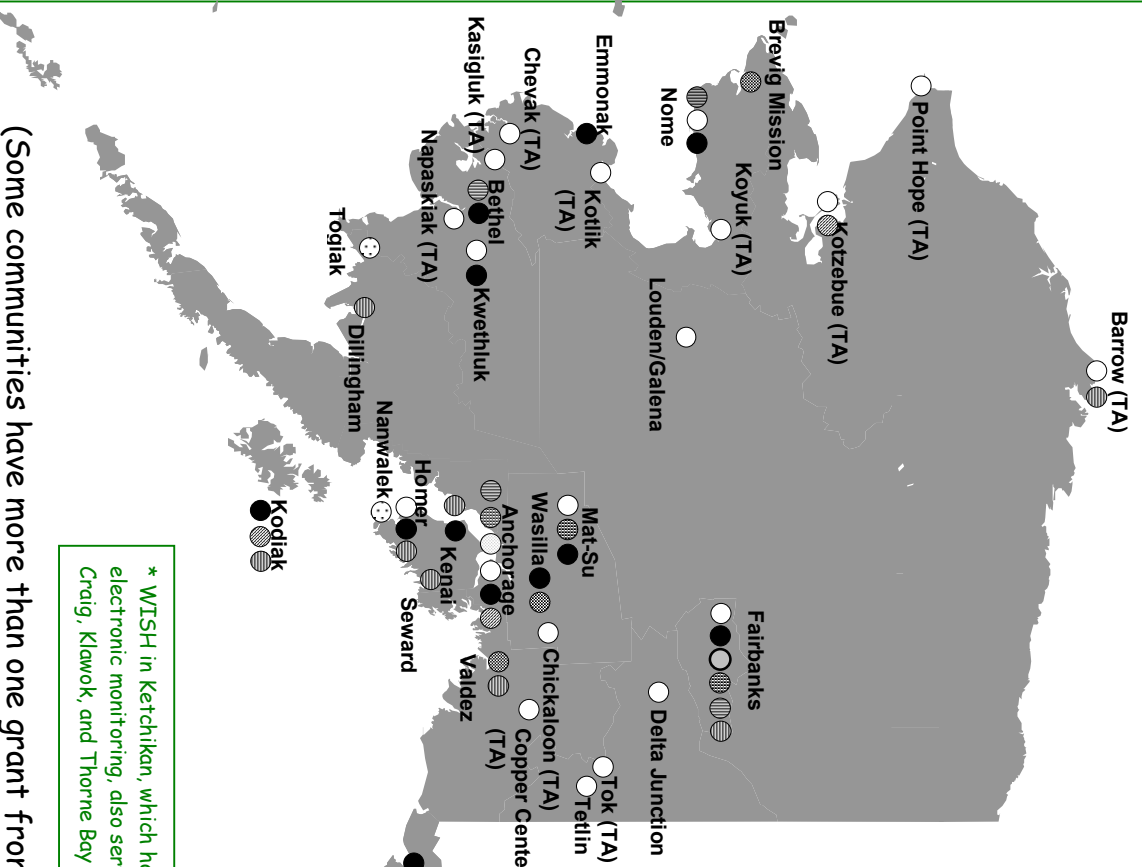 Barrow (TA)
Point Hope (TA)
Kotzebue (TA)
Brevig Mission
Koyuk (TA)
Nome
Emmonak
Kotlik
(TA)
Louden/Galena
Chevak (TA)
Kasigluk (TA)
Bethel
Napaskiak (TA)
Kwethluk
Togiak
Dillingham
Nanwalek
Homer
Kenai
Seward
Kodiak
Anchorage
Wasilla
Mat-Su
Valdez
Chickaloon (TA)
Copper Cente
(TA)
Fairbanks
Delta Junction
Tok (TA)
Tetlin
* WISH in Ketchikan, which ha
electronic monitoring, also ser
Craig, Klawok, and Thorne Bay
(Some communities have more than one grant fro